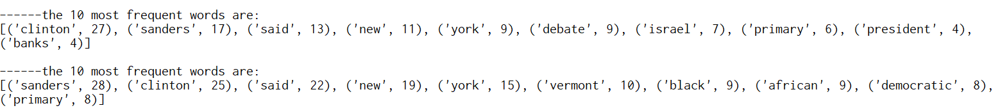 ------the 10 most frequent words are:
[('clinton', 27), ('sanders', 17), ('said', 13), ('new', 11), ('york', 9), ('debate', 9), ('israel', 7), ('primary', 6), ('president', 4),
('banks', 4)]
------the 10 most frequent words are:
[('sanders', 28), ('clinton', 25), ('said', 22), ('new', 19), ('york', 15), ('vermont', 10), ('black', 9), ('african', 9), ('democratic', 8),
('primary', 8)]